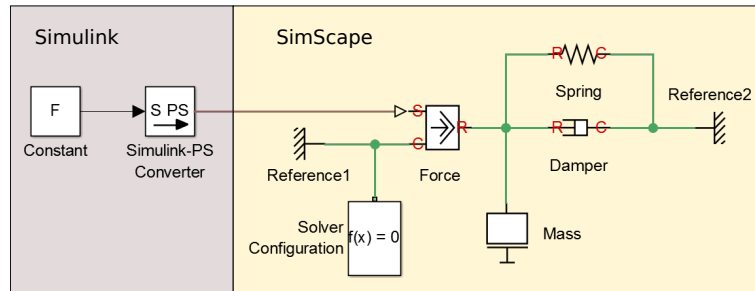 Simulink
SimScape
F
S PS
Constant
Simulink-PS
Converter
S
C
R
Force
Reference1
Solver
Configuration
f(x) = 0
R
C
Spring
R
C
Damper
Reference2
Mass